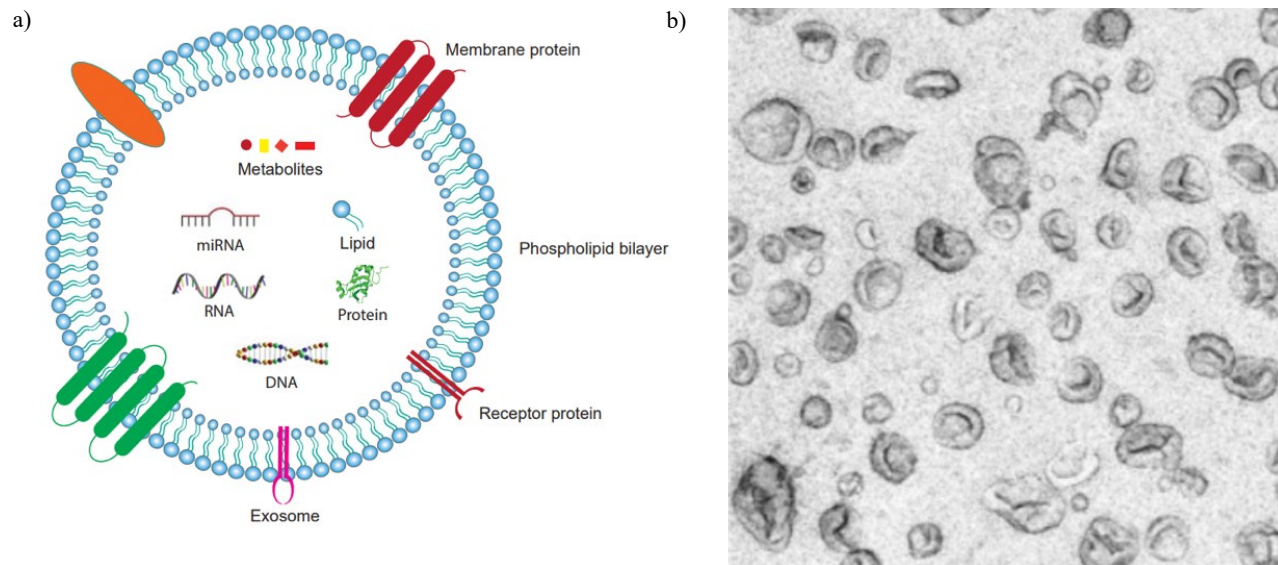 a)
b)
Membrane protein
Metabolites
miRNA
Lipid
Phospholipid bilayer
RNA
Protein
DNA
Receptor protein
Exosome